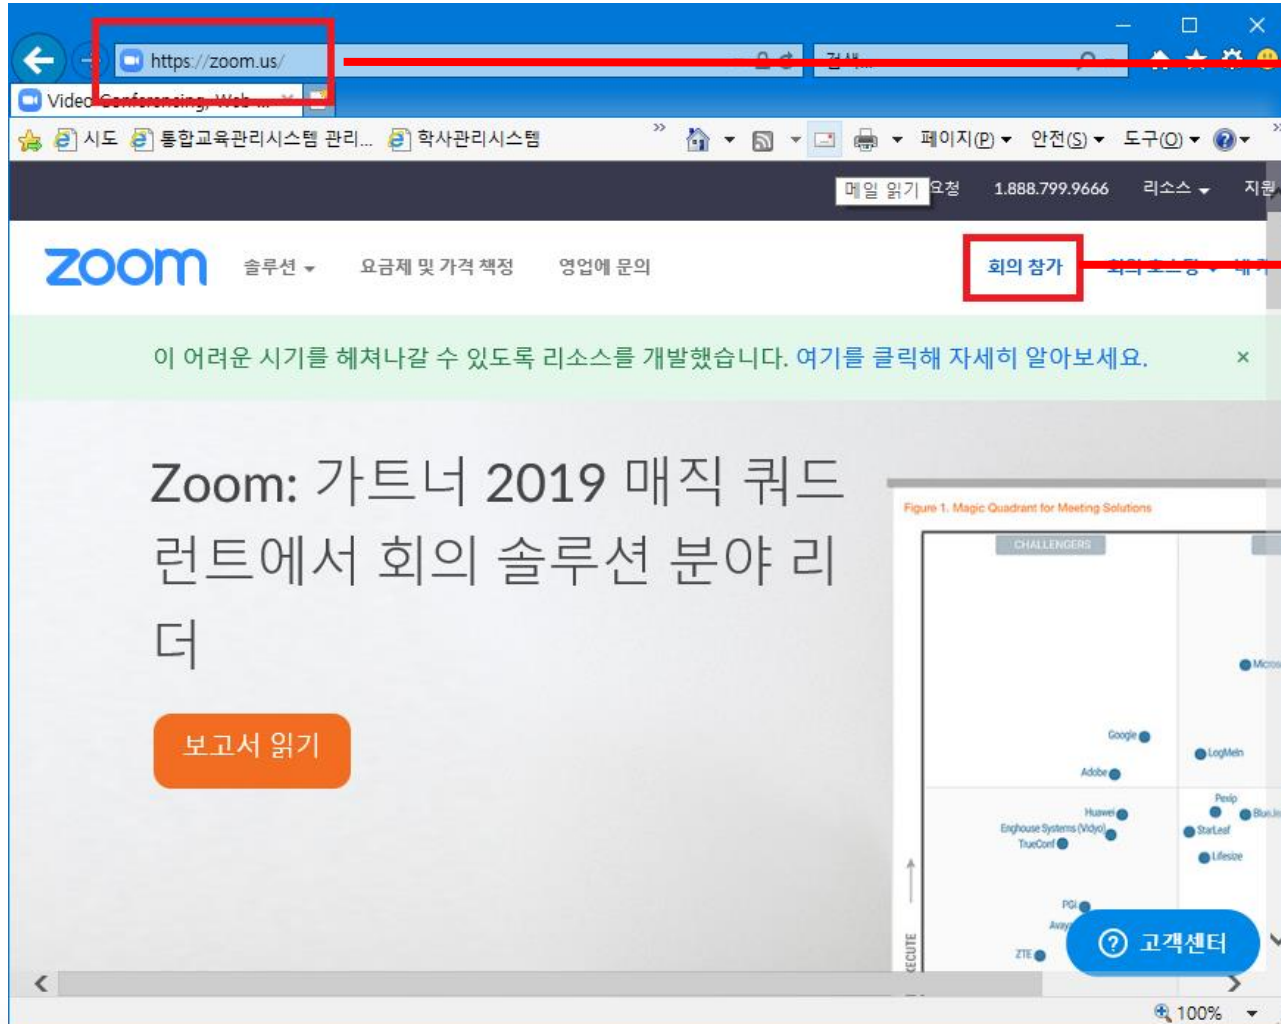 https://zoom.us/
검색...
Video Conferencing, Web ...
시도 통합교육관리시스템 관리... 학사관리시스템
페이지(P) 안전(S) 도구(O)
메일 읽기 요청 1.888.799.9666 리소스 지원
zoom 솔루션 요금제 및 가격 책정 영업에 문의 회의 참가 회의 호스팅
이 어려운 시기를 헤쳐나갈 수 있도록 리소스를 개발했습니다. 여기를 클릭해 자세히 알아보세요. ×
Zoom: 가트너 2019 매직 쿼드
런트에서 회의 솔루션 분야 리
더
보고서 읽기
Figure 1. Magic Quadrant for Meeting Solutions
CHALLENGERS
Google
LogMeIn
Adobe
Pexip
Huawei
Enghouse Systems (Vidyo)
StarLeaf
TrueConf
Lifesize
PGi
ZTE
고객센터
100%